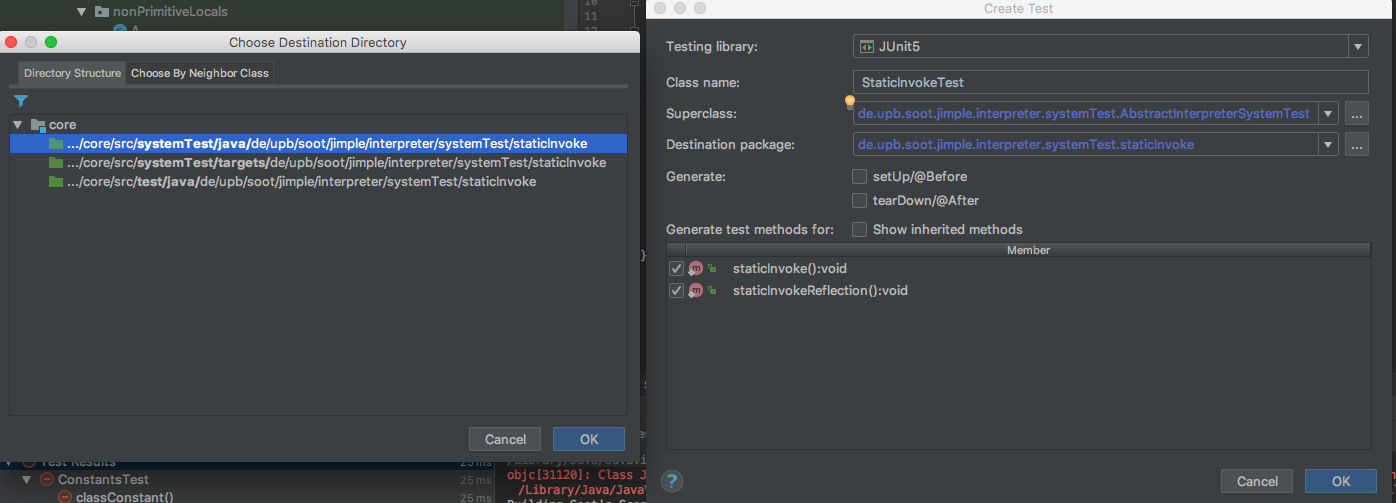 nonPrimitiveLocals
10
11
Choose Destination Directory
Directory Structure
Choose By Neighbor Class
core
.../core/src/systemTest/java/de/upb/soot/jimple/interpreter/systemTest/staticInvoke
.../core/src/systemTest/targets/de/upb/soot/jimple/interpreter/systemTest/staticInvoke
.../core/src/test/java/de/upb/soot/jimple/interpreter/systemTest/staticInvoke
Cancel
OK
Create Test
Testing library:
JUnit5
Class name:
StaticInvokeTest
Superclass:
de.upb.soot.jimple.interpreter.systemTest.AbstractInterpreterSystemTest
...
Destination package:
de.upb.soot.jimple.interpreter.systemTest.staticInvoke
...
Generate:
setUp/@Before
tearDown/@After
Generate test methods for:
Show inherited methods
Member
m
staticInvoke():void
m
staticInvokeReflection():void
?
Cancel
OK
}
Test Results
25 ms
ConstantsTest
25 ms
classConstant()
25 ms
objc[31120]: Class J
/Library/Java/Java